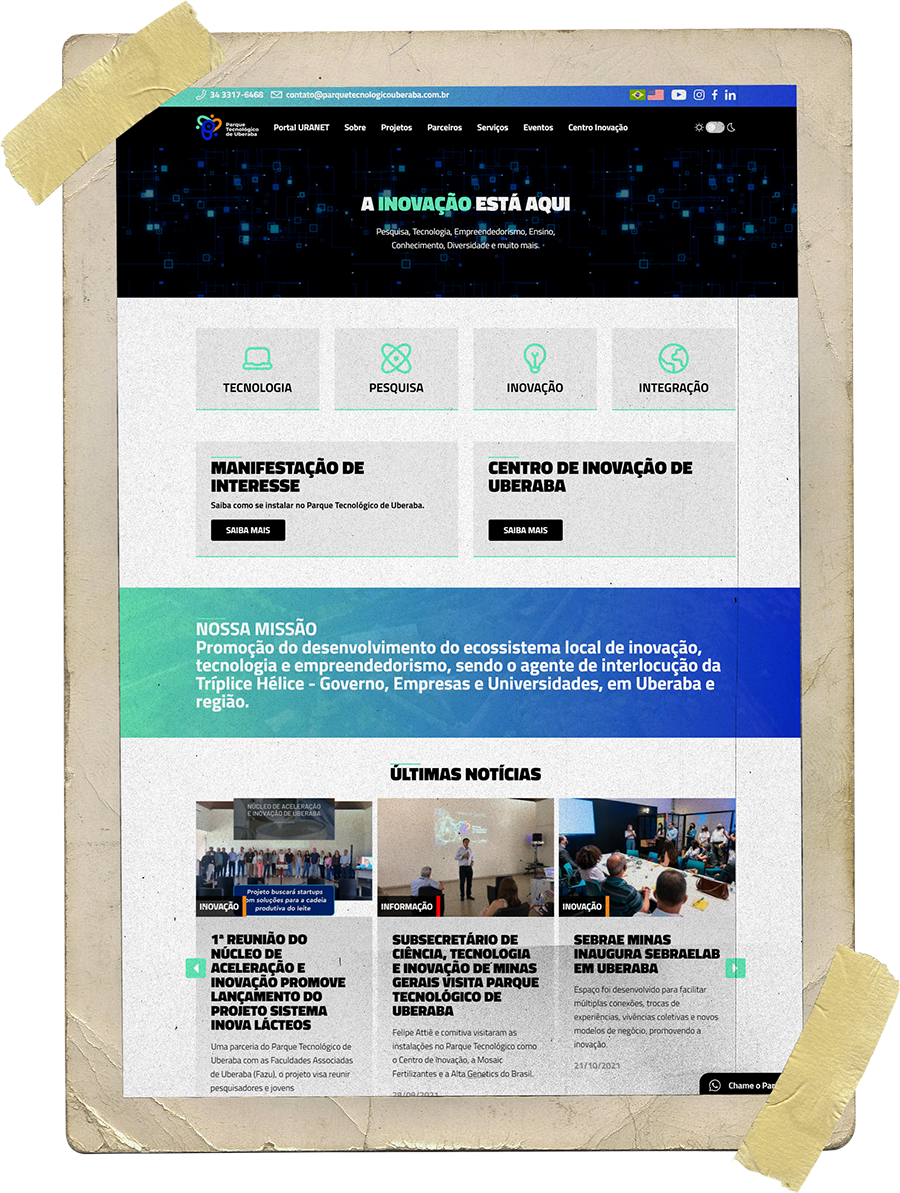 34 3317-6468 contato@parquetecnologicouberaba.com.br
Parque
Tecnológico
de Uberaba
Portal URANET Sobre Projetos Parceiros Serviços Eventos Centro Inovação
A INOVAÇÃO ESTÁ AQUI
Pesquisa, Tecnologia, Empreendedorismo, Ensino,
Conhecimento, Diversidade e muito mais.
TECNOLOGIA PESQUISA INOVAÇÃO INTEGRAÇÃO
MANIFESTAÇÃO DE
INTERESSE
Saiba como se instalar no Parque Tecnológico de Uberaba.
SAIBA MAIS
CENTRO DE INOVAÇÃO DE
UBERABA
SAIBA MAIS
NOSSA MISSÃO
Promoção do desenvolvimento do ecossistema local de inovação,
tecnologia e empreendedorismo, sendo o agente de interlocução da
Tríplice Hélice - Governo, Empresas e Universidades, em Uberaba e
região.
ÚLTIMAS NOTÍCIAS
NÚCLEO DE ACELERAÇÃO
E INOVAÇÃO DE UBERABA
Projeto buscará startups
om soluções para a cadeia
produtiva do leite
INOVAÇÃO
1ª REUNIÃO DO
NÚCLEO DE
ACELERAÇÃO E
INOVAÇÃO PROMOVE
LANÇAMENTO DO
PROJETO SISTEMA
INOVA LÁCTEOS
Uma parceria do Parque Tecnológico de
Uberaba com as Faculdades Associadas
de Uberaba (Fazu), o projeto visa reunir
pesquisadores e jovens
INFORMAÇÃO
SUBSECRETÁRIO DE
CIÊNCIA, TECNOLOGIA
E INOVAÇÃO DE MINAS
GERAIS VISITA PARQUE
TECNOLÓGICO DE
UBERABA
Felipe Attiê e comitiva visitaram as
instalações no Parque Tecnológico como
o Centro de Inovação, a Mosaic
Fertilizantes e a Alta Genetics do Brasil.
28/09/2021
INOVAÇÃO
SEBRAE MINAS
INAUGURA SEBRAELAB
EM UBERABA
Espaço foi desenvolvido para facilitar
múltiplas conexões, trocas de
experiências, vivências coletivas e novos
modelos de negócio, promovendo a
inovação.
21/10/2021
Chame o Par